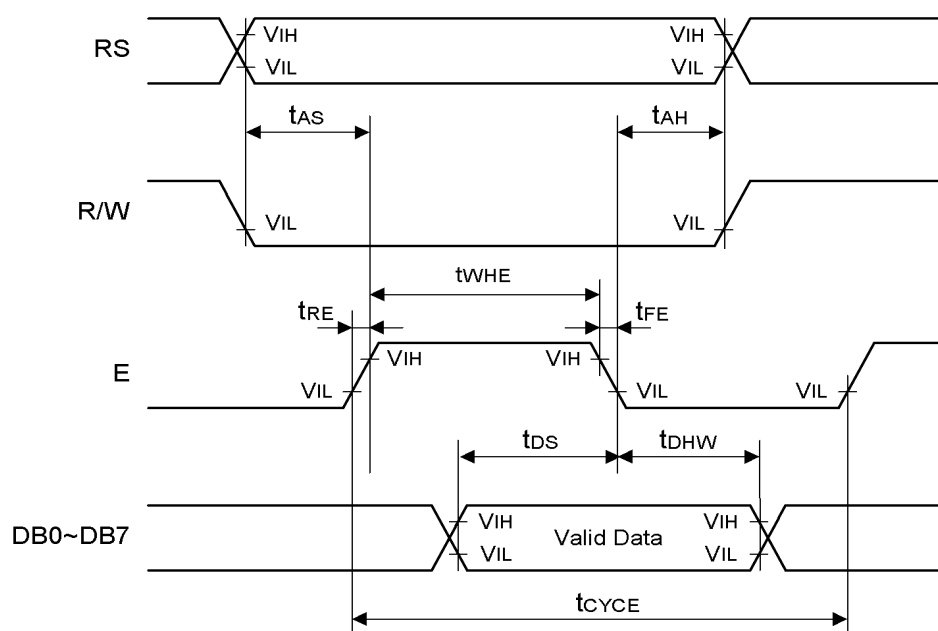 RS
VIH
VIH
VIL
VIL
tAS
tAH
R/W
VIL
VIL
tWHE
tRE
tFE
E
VIH
VIH
VIL
VIL
VIL
tDS
tDHW
DB0~DB7
VIH
Valid Data
VIH
VIL
VIL
tCYCE